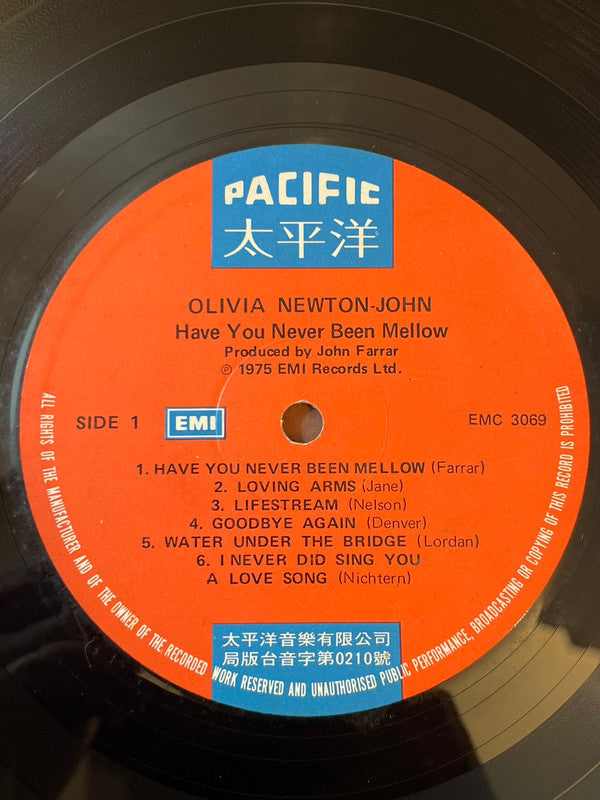 PACIFIC
太平洋
OLIVIA NEWTON-JOHN
Have You Never Been Mellow
Produced by John Farrar
℗ 1975 EMI Records Ltd.
SIDE 1 EMI EMC 3069
1. HAVE YOU NEVER BEEN MELLOW (Farrar)
2. LOVING ARMS (Jane)
3. LIFESTREAM (Nelson)
4. GOODBYE AGAIN (Denver)
5. WATER UNDER THE BRIDGE (Lordan)
6. I NEVER DID SING YOU
A LOVE SONG (Nichtern)
太平洋音樂有限公司
局版台音字第0210號
ALL RIGHTS OF THE MANUFACTURER AND OF THE OWNER OF THE RECORDED WORK RESERVED AND UNAUTHORISED PUBLIC PERFORMANCE, BROADCASTING OR COPYING OF THIS RECORD IS PROHIBITED